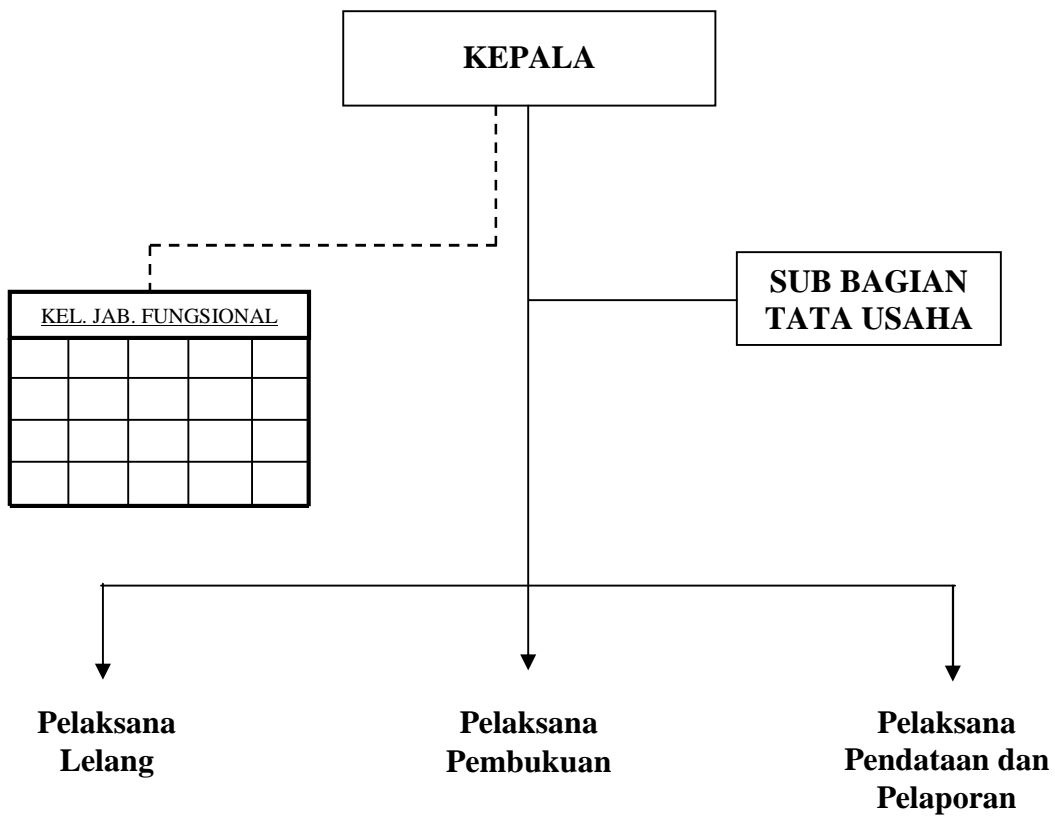 KEPALA
SUB BAGIAN
TATA USAHA
KEL. JAB. FUNGSIONAL
Pelaksana
Lelang
Pelaksana
Pembukuan
Pelaksana
Pendataan dan
Pelaporan